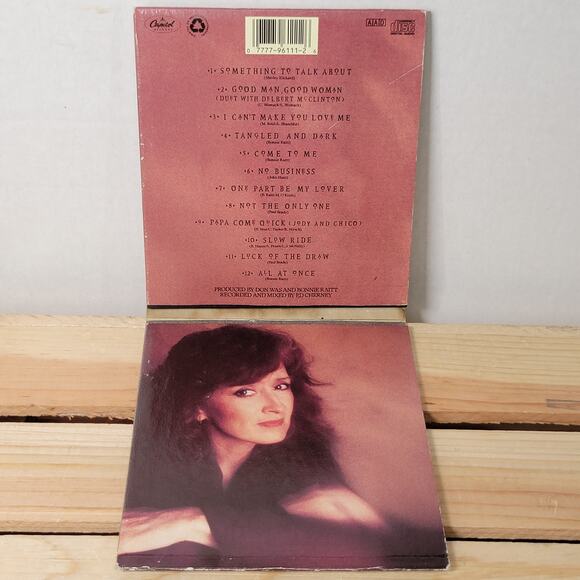 Capitol
0 7777-96111-2 6
AAD
DISC
•1• SOMETHING TO TALK ABOUT
(Shirley Eikhard)
•2• GOOD MAN, GOOD WOMAN
(DUET WITH DELBERT McCLINTON)
(C. Womack/L. Womack)
•3• I CAN'T MAKE YOU LOVE ME
•4• TANGLED AND DARK
(Bonnie Raitt)
•5• COME TO ME
(Bonnie Raitt)
•6• NO BUSINESS
(John Hiatt)
•7• ONE PART BE MY LOVER
•8• NOT THE ONLY ONE
(Paul Brady)
•9• PAPA COME QUICK (JODY AND CHICO)
•10• SLOW RIDE
•11• LUCK OF THE DRAW
(Paul Brady)
•12• ALL AT ONCE
(Bonnie Raitt)
PRODUCED BY DON WAS AND BONNIE RAITT
RECORDED AND MIXED BY ED CHERNEY